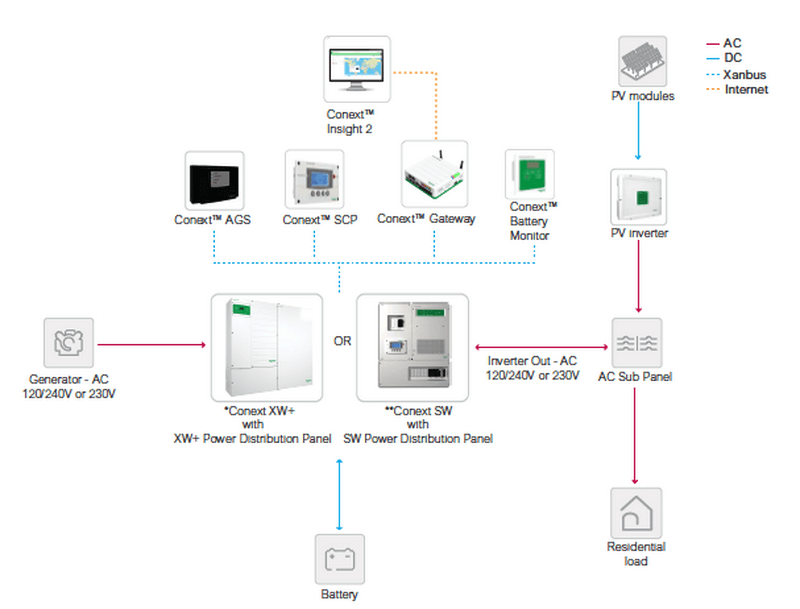 AC
DC
Xanbus
Internet
PV modules
Conext™
Insight 2
Conext™ AGS
Conext™ SCP
Conext™ Gateway
Conext™
Battery
Monitor
PV inverter
OR
Generator - AC
120/240V or 230V
Inverter Out - AC
120/240V or 230V
AC Sub Panel
*Conext XW+
with
XW+ Power Distribution Panel
**Conext SW
with
SW Power Distribution Panel
Residential
load
Battery